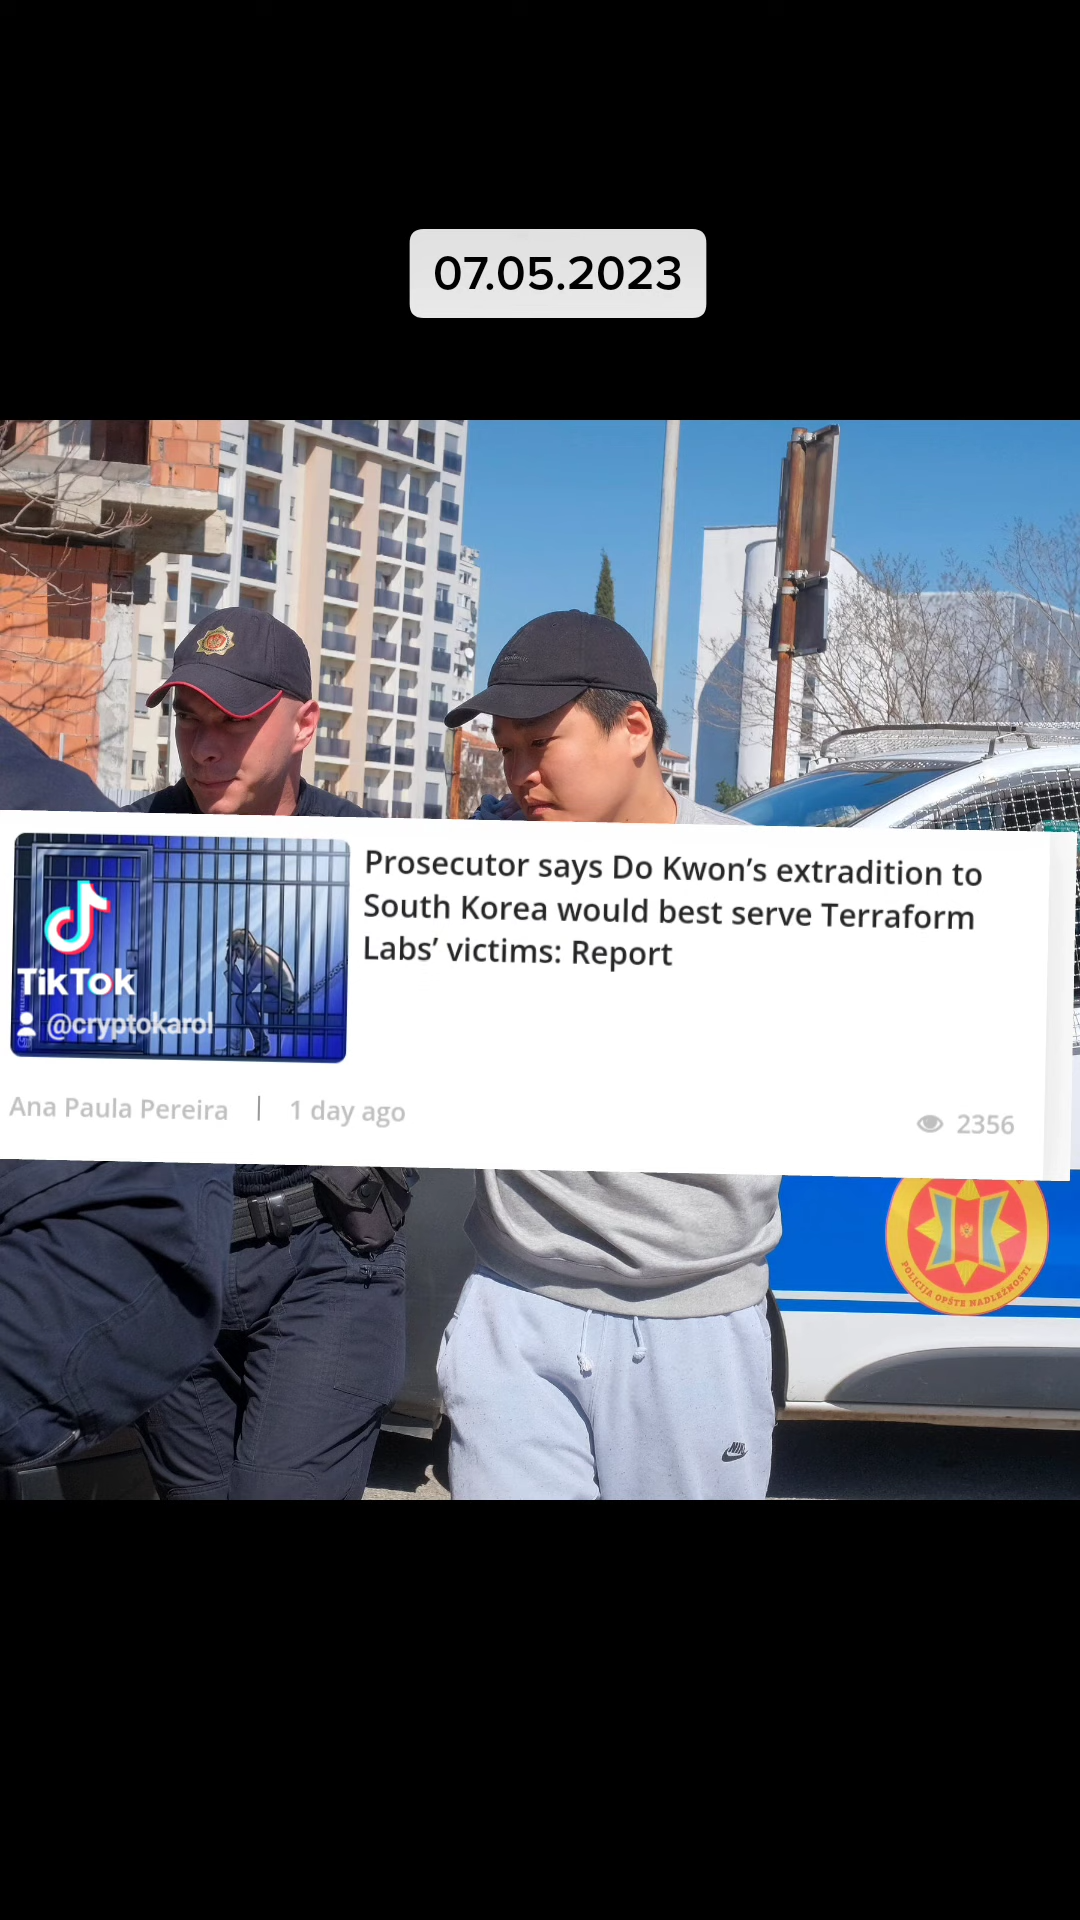 07.05.2023
Prosecutor says Do Kwon’s extradition to
South Korea would best serve Terraform
Labs’ victims: Report
TikTok
@cryptokarol
Ana Paula Pereira | 1 day ago
2356
POLICIJA OPŠTE NADLEŽNOSTI